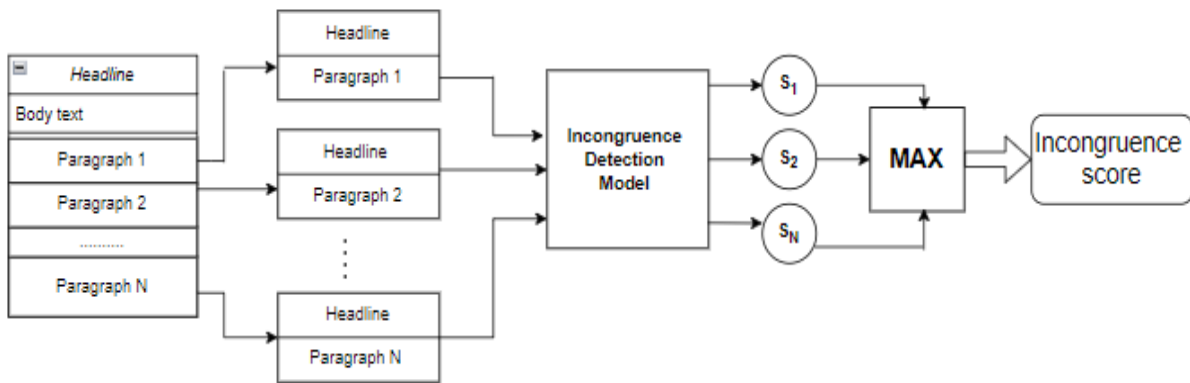 Headline
Body text
Paragraph 1
Paragraph 2
..........
Paragraph N
Headline
Paragraph 1
Headline
Paragraph 2
Headline
Paragraph N
Incongruence
Detection
Model
S1
S2
SN
MAX
Incongruence
score